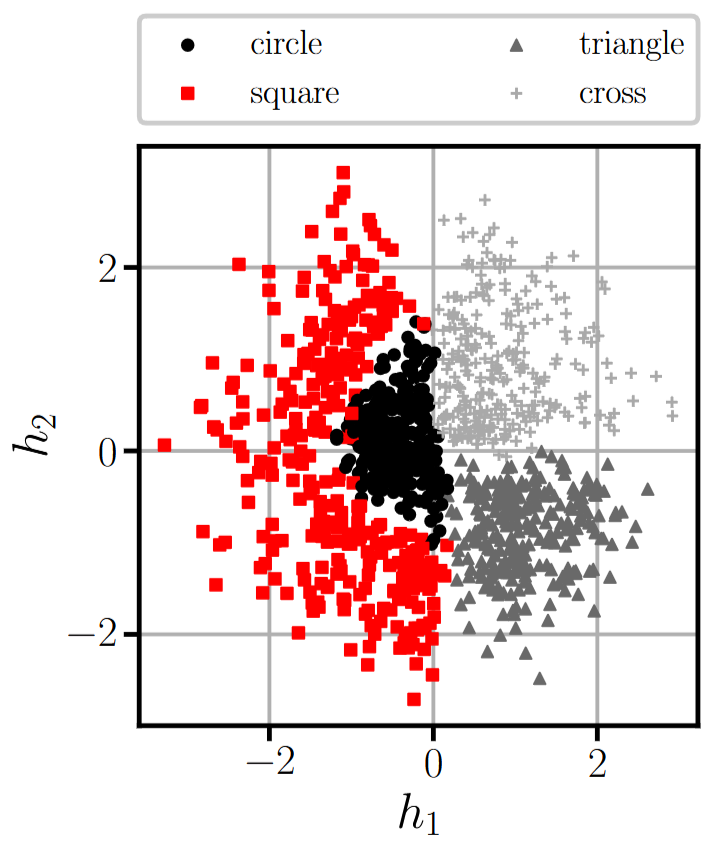 circle triangle
square cross
2
0
−2
h2
−2 0 2
h1